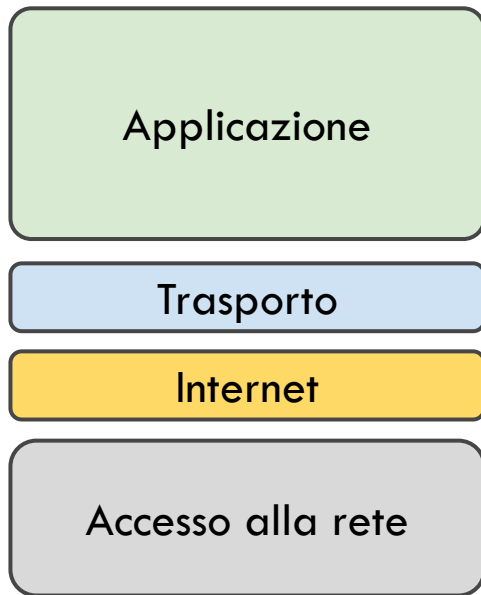 Applicazione
Trasporto
Internet
Accesso alla rete